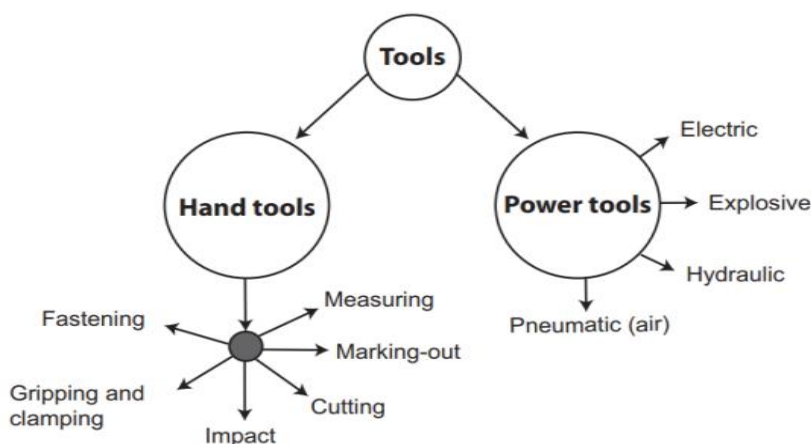 Tools
Hand tools
Power tools
Electric
Explosive
Hydraulic
Pneumatic (air)
Measuring
Fastening
Marking-out
Gripping and
clamping
Cutting
Impact